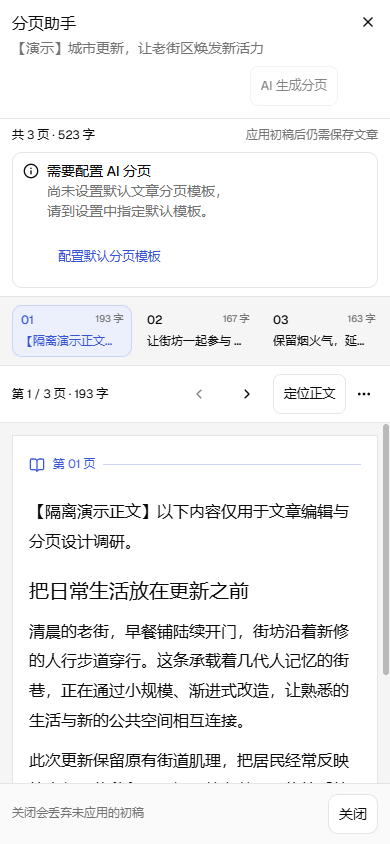 分页助手
【演示】城市更新，让老街区焕发新活力
AI 生成分页
共 3 页 · 523 字
应用初稿后仍需保存文章
需要配置 AI 分页
尚未设置默认文章分页模板，
请到设置中指定默认模板。
配置默认分页模板
01
193 字
【隔离演示正文...
02
167 字
让街坊一起参与 ...
03
163 字
保留烟火气，延...
第 1 / 3 页 · 193 字
定位正文
第 01 页
【隔离演示正文】以下内容仅用于文章编辑与
分页设计调研。
把日常生活放在更新之前
清晨的老街，早餐铺陆续开门，街坊沿着新修
的人行步道穿行。这条承载着几代人记忆的街
巷，正在通过小规模、渐进式改造，让熟悉的
生活与新的公共空间相互连接。
此次更新保留原有街道肌理，把居民经常反映
关闭会丢弃未应用的初稿
关闭